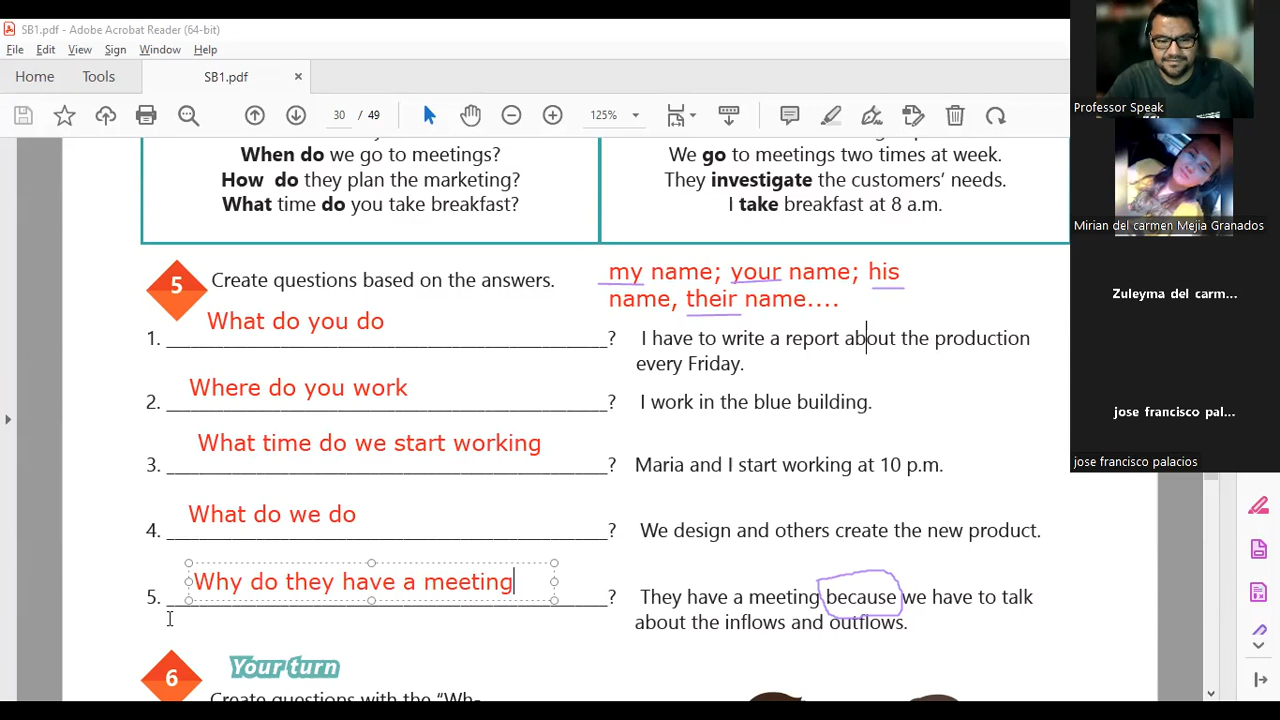 SB1.pdf - Adobe Acrobat Reader (64-bit)
File Edit View Sign Window Help
Home Tools SB1.pdf ×
30 / 49 125%
When do we go to meetings?
How do they plan the marketing?
What time do you take breakfast?
We go to meetings two times at week.
They investigate the customers' needs.
I take breakfast at 8 a.m.
5 Create questions based on the answers.
my name; your name; his
name, their name....
What do you do
1. ? I have to write a report about the production
every Friday.
Where do you work
2. ? I work in the blue building.
What time do we start working
3. ? Maria and I start working at 10 p.m.
What do we do
4. ? We design and others create the new product.
Why do they have a meeting
5. ? They have a meeting because we have to talk
about the inflows and outflows.
6 Your turn
Create questions with the "Wh-
Professor Speak
Mirian del carmen Mejia Granados
Zuleyma del carm...
jose francisco pal...
jose francisco palacios